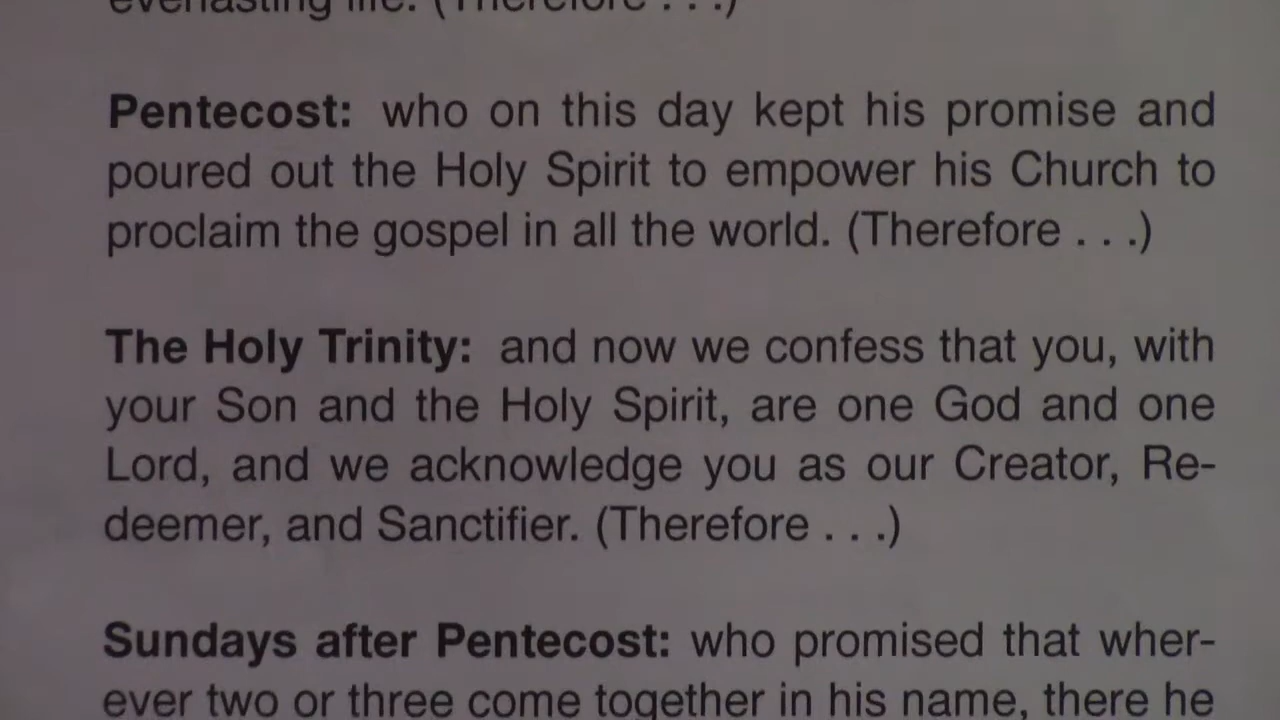 everlasting life. (Therefore . . .)
Pentecost: who on this day kept his promise and
poured out the Holy Spirit to empower his Church to
proclaim the gospel in all the world. (Therefore . . .)
The Holy Trinity: and now we confess that you, with
your Son and the Holy Spirit, are one God and one
Lord, and we acknowledge you as our Creator, Re-
deemer, and Sanctifier. (Therefore . . .)
Sundays after Pentecost: who promised that wher-
ever two or three come together in his name, there he